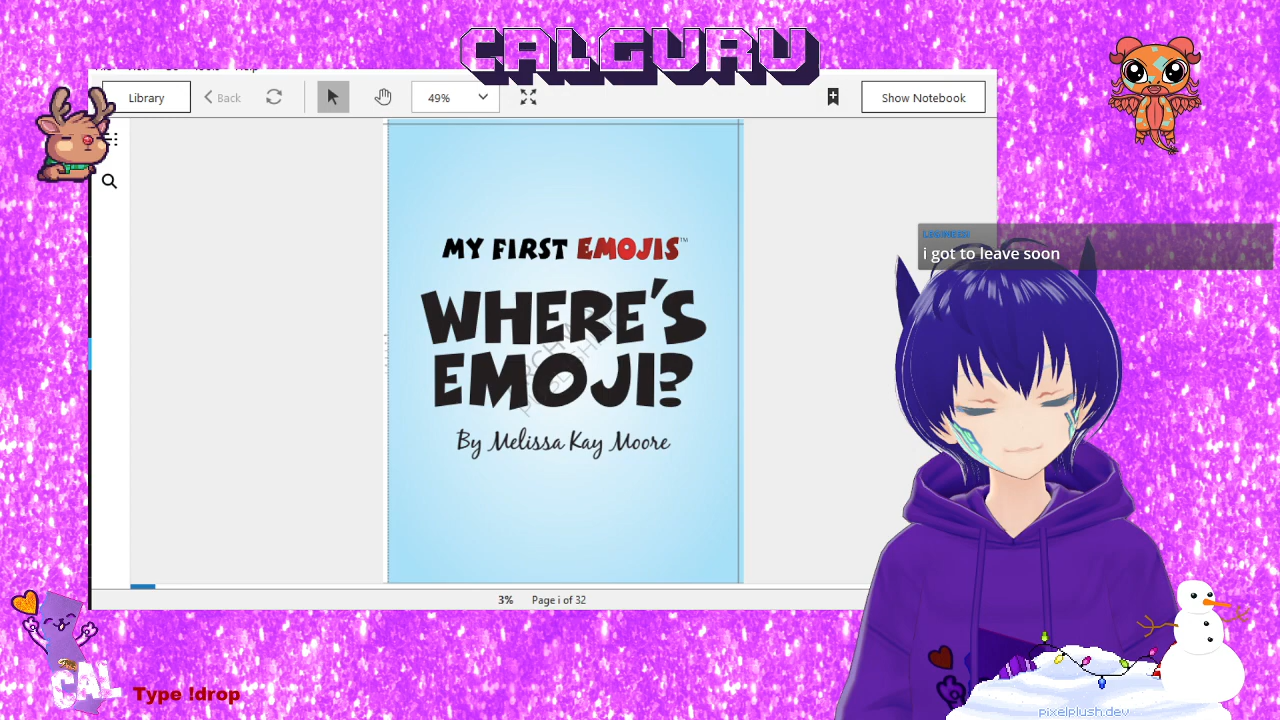 CALGURU
Library
Back
49%
Show Notebook
MY FIRST EMOJIS™
WHERE'S
EMOJI?
By Melissa Kay Moore
i got to leave soon
3%
Page i of 32
CAL
Type !drop
pixelplush.dev